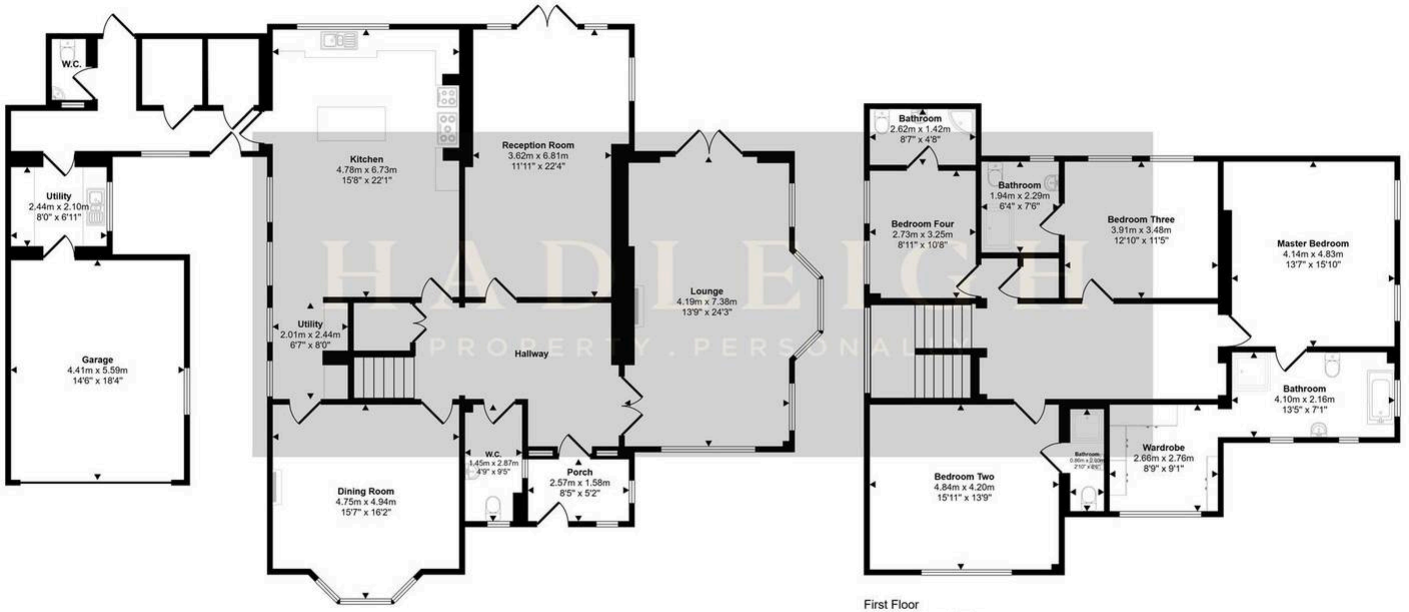 W.C.
Kitchen
4.78m x 6.73m
15'8" x 22'1"
Reception Room
3.62m x 6.81m
11'11" x 22'4"
Utility
2.44m x 2.10m
8'0" x 6'11"
Lounge
4.19m x 7.38m
13'9" x 24'3"
Garage
4.41m x 5.59m
14'6" x 18'4"
Utility
2.01m x 2.44m
6'7" x 8'0"
Hallway
W.C.
1.45m x 2.87m
4'9" x 9'5"
Porch
2.57m x 1.58m
8'5" x 5'2"
Dining Room
4.75m x 4.94m
15'7" x 16'2"
HADLEIGH
PROPERTY . PERSONALLY
Bathroom
2.62m x 1.42m
8'7" x 4'8"
Bathroom
1.94m x 2.29m
6'4" x 7'6"
Bedroom Three
3.91m x 3.48m
12'10" x 11'5"
Bedroom Four
2.73m x 3.25m
8'11" x 10'8"
Master Bedroom
4.14m x 4.83m
13'7" x 15'10"
Bathroom
4.10m x 2.16m
13'5" x 7'1"
Wardrobe
2.66m x 2.76m
8'9" x 9'1"
Bathroom
Bedroom Two
4.84m x 4.20m
15'11" x 13'9"
First Floor